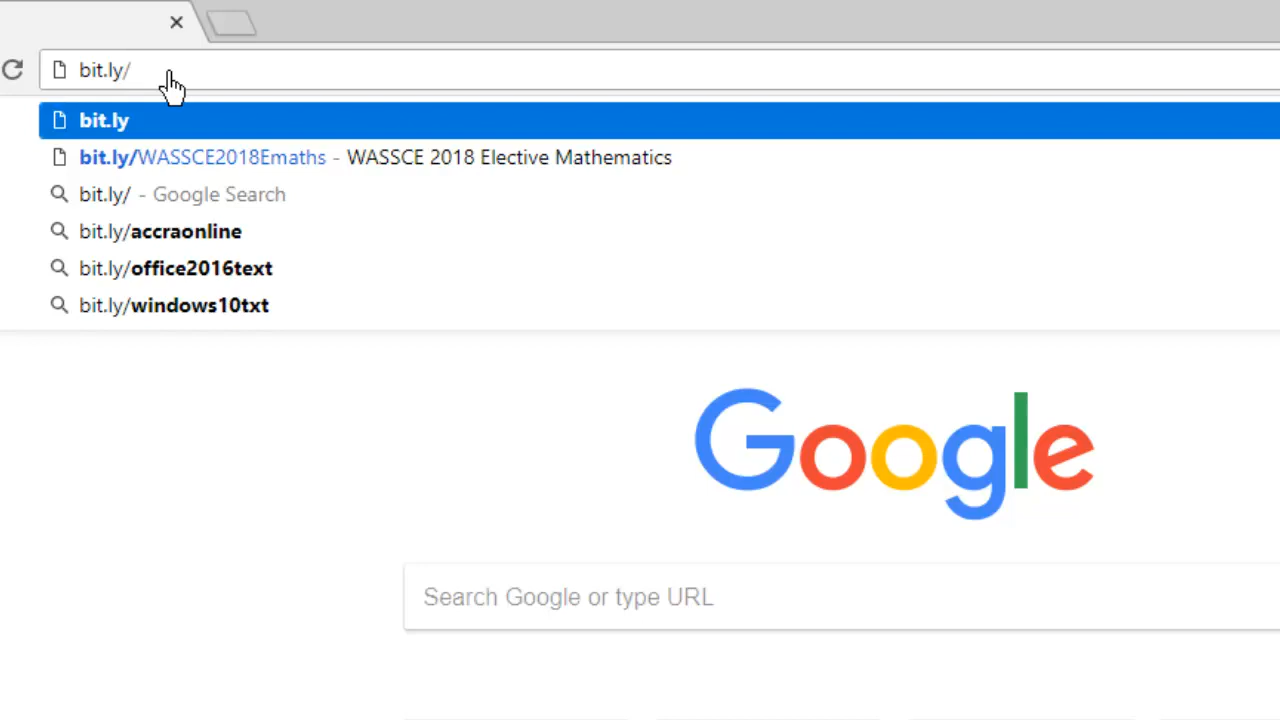 bit.ly/
bit.ly
bit.ly/WASSCE2018Emaths - WASSCE 2018 Elective Mathematics
bit.ly/ - Google Search
bit.ly/accraonline
bit.ly/office2016text
bit.ly/windows10txt
Google
Search Google or type URL